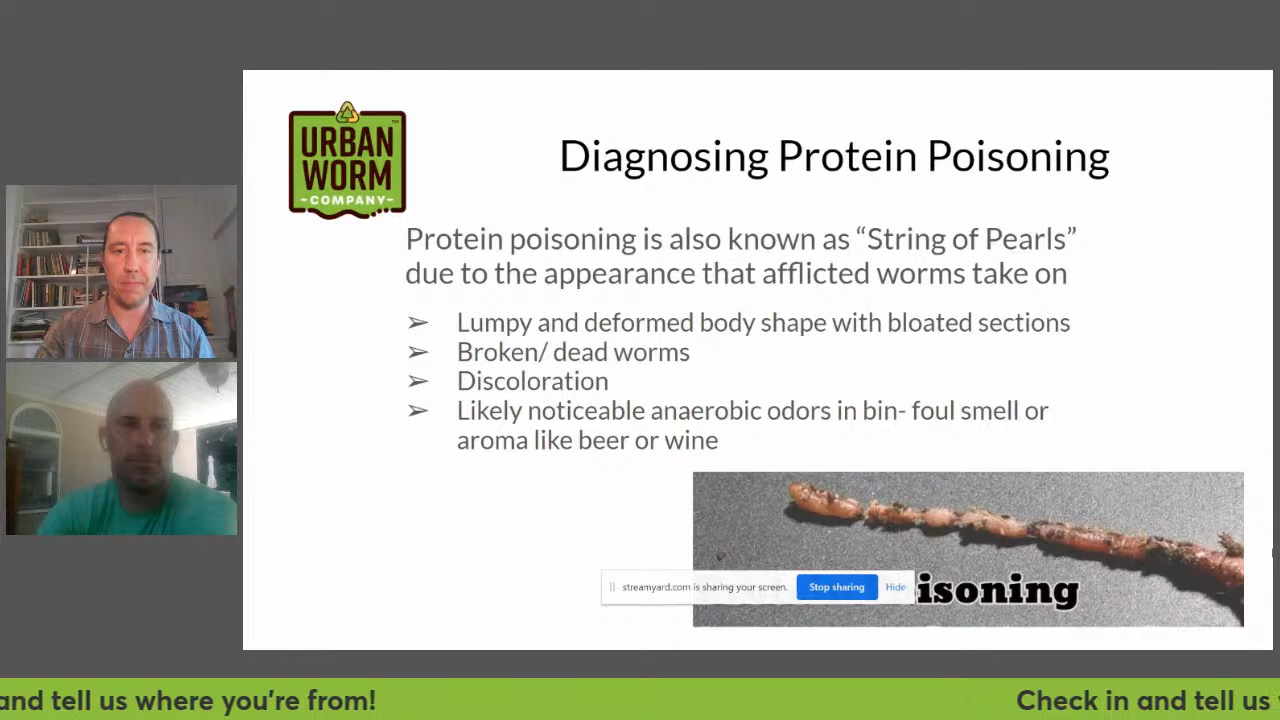 URBAN
WORM
-COMPANY-
™
Diagnosing Protein Poisoning
Protein poisoning is also known as “String of Pearls”
due to the appearance that afflicted worms take on
➢ Lumpy and deformed body shape with bloated sections
➢ Broken/ dead worms
➢ Discoloration
➢ Likely noticeable anaerobic odors in bin- foul smell or
aroma like beer or wine
streamyard.com is sharing your screen. Stop sharing Hide
isoning
and tell us where you're from! Check in and tell us